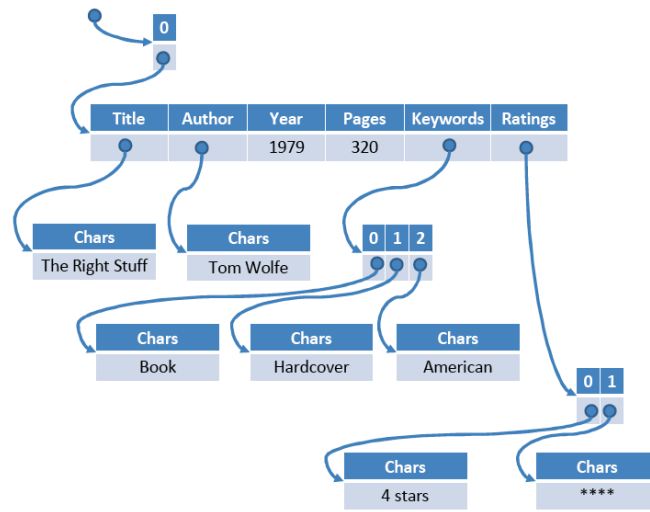 0
Title Author Year Pages Keywords Ratings
1979 320
Chars Chars
The Right Stuff Tom Wolfe
0 1 2
Chars Chars Chars
Book Hardcover American
0 1
Chars Chars
4 stars ****